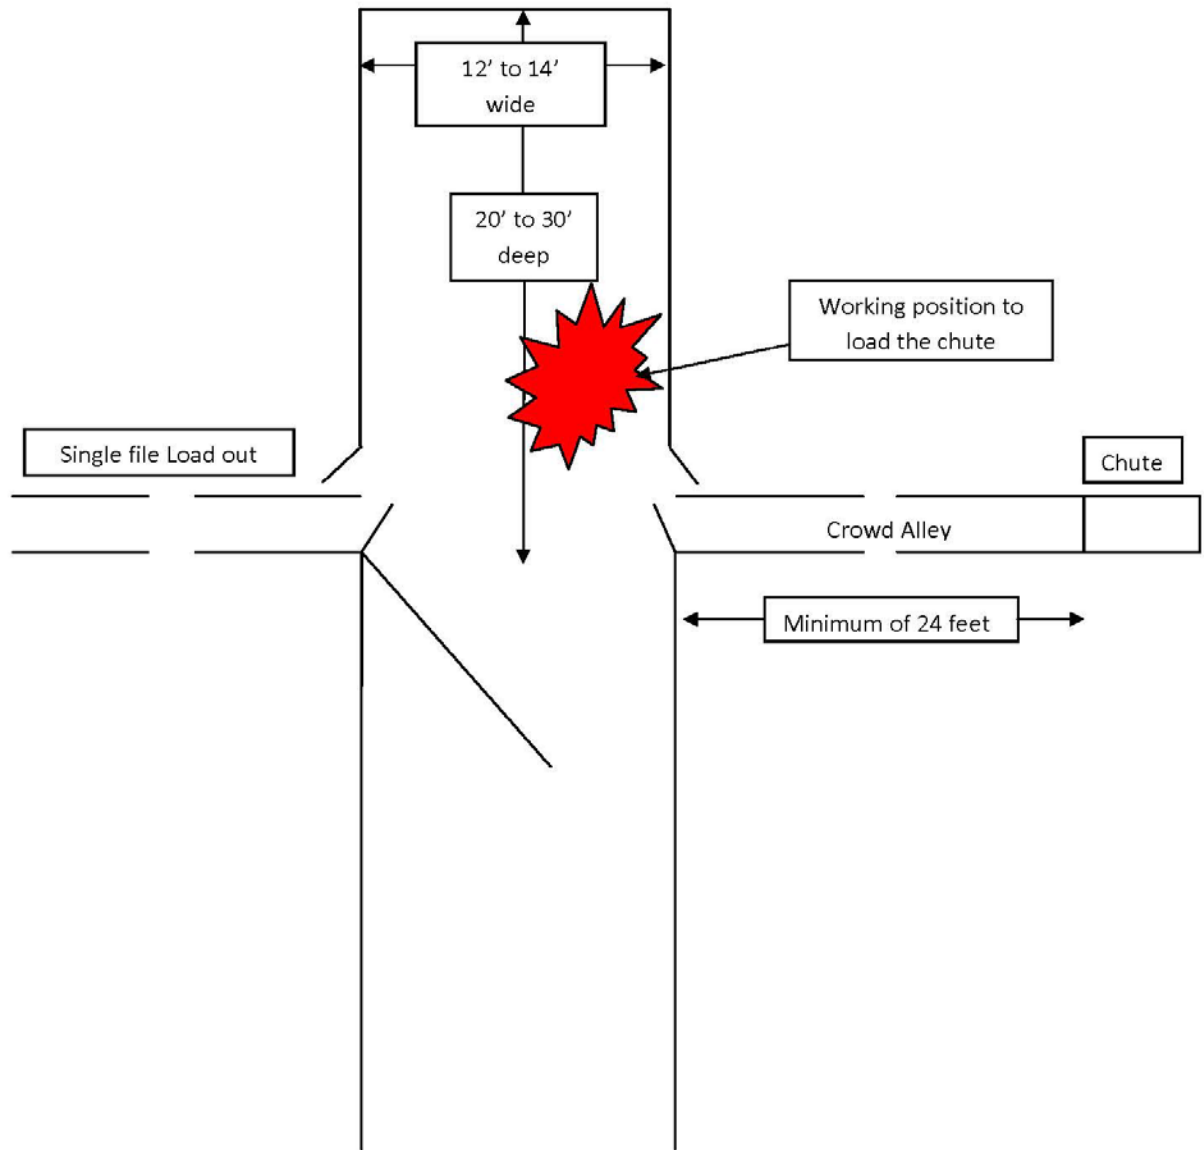 12’ to 14’
wide
20’ to 30’
deep
Working position to
load the chute
Single file Load out
Chute
Crowd Alley
Minimum of 24 feet